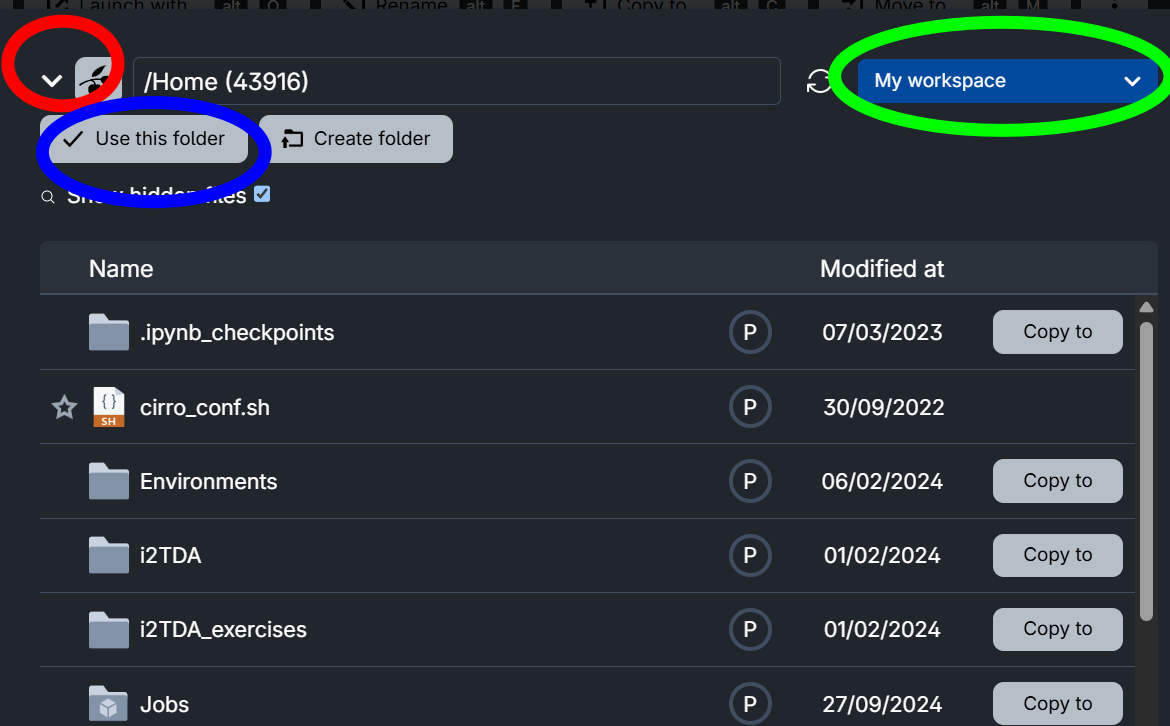 Launch with alt O Rename alt F Copy to alt C Move to alt M
/Home (43916) My workspace
Use this folder Create folder
Show hidden files
Name Modified at
.ipynb_checkpoints P 07/03/2023 Copy to
{} SH cirro_conf.sh P 30/09/2022
Environments P 06/02/2024 Copy to
i2TDA P 01/02/2024 Copy to
i2TDA_exercises P 01/02/2024 Copy to
Jobs P 27/09/2024 Copy to